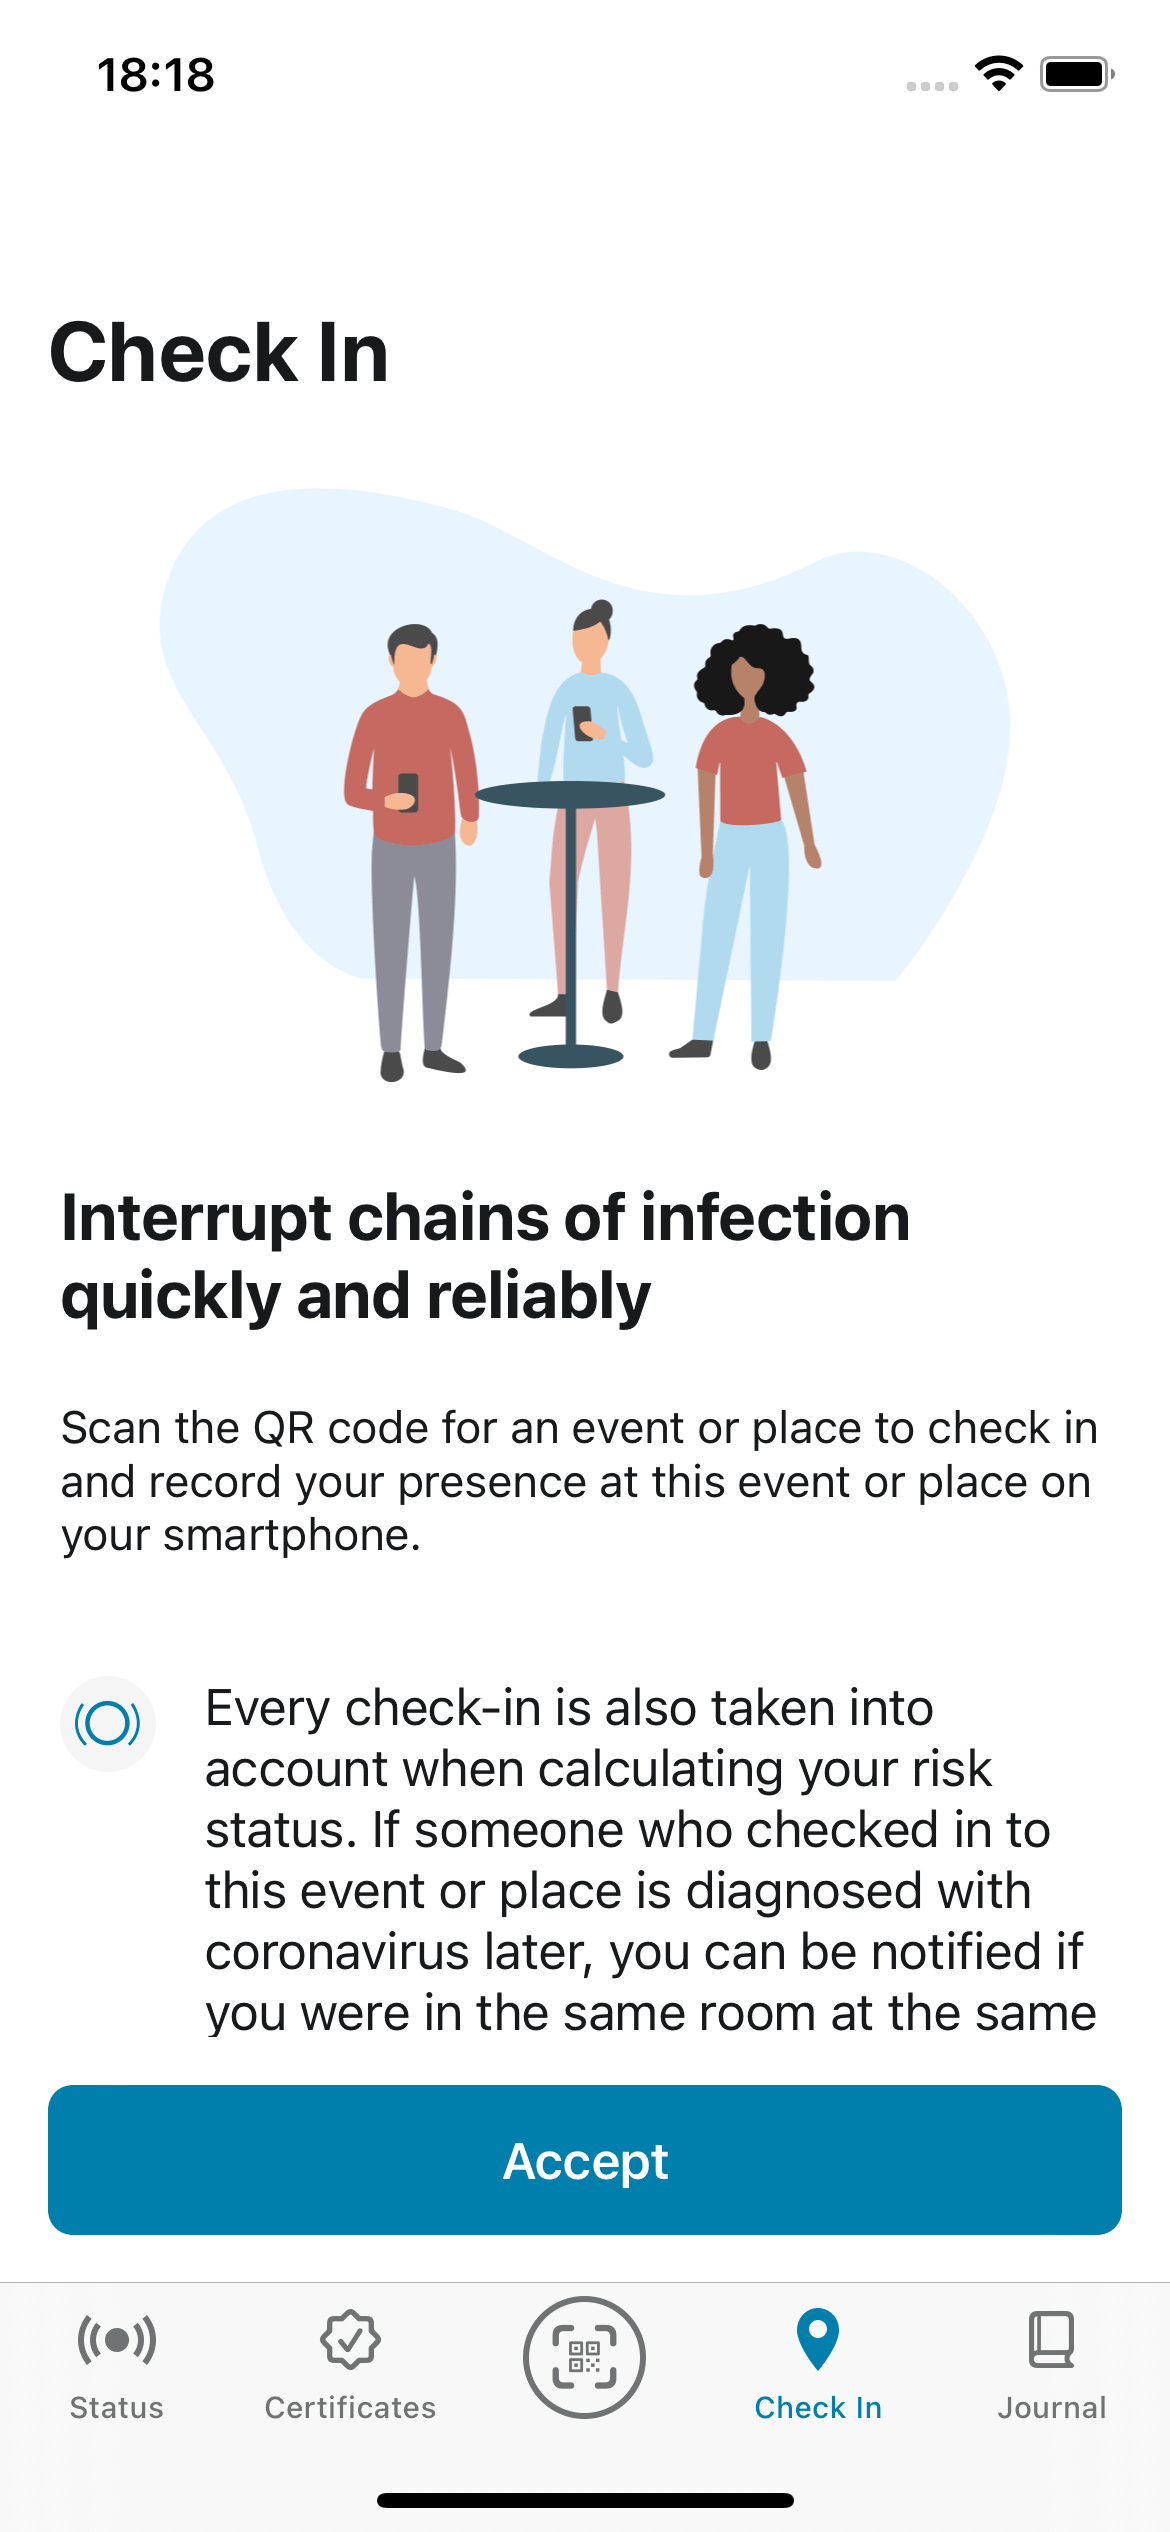 18:18
Check In
Interrupt chains of infection
quickly and reliably
Scan the QR code for an event or place to check in
and record your presence at this event or place on
your smartphone.
Every check-in is also taken into
account when calculating your risk
status. If someone who checked in to
this event or place is diagnosed with
coronavirus later, you can be notified if
you were in the same room at the same
Accept
Status
Certificates
Check In
Journal